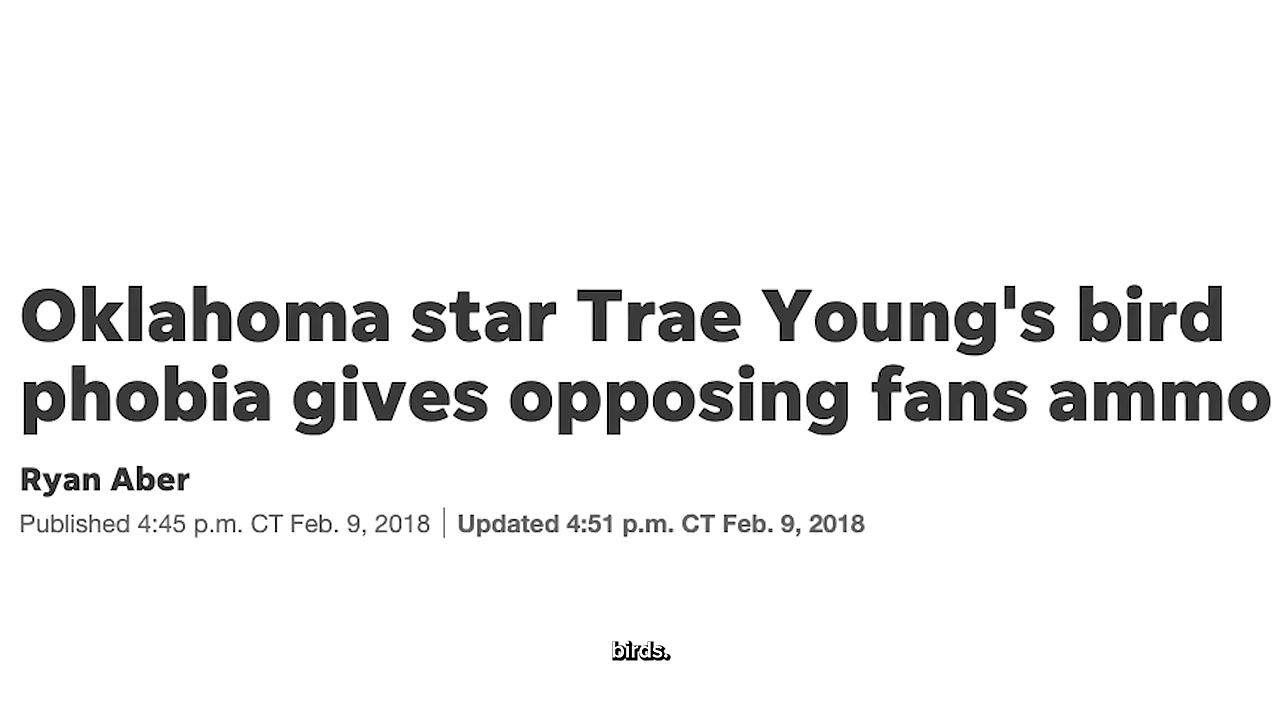 Oklahoma star Trae Young's bird
phobia gives opposing fans ammo
Ryan Aber
Published 4:45 p.m. CT Feb. 9, 2018 | Updated 4:51 p.m. CT Feb. 9, 2018
birds.